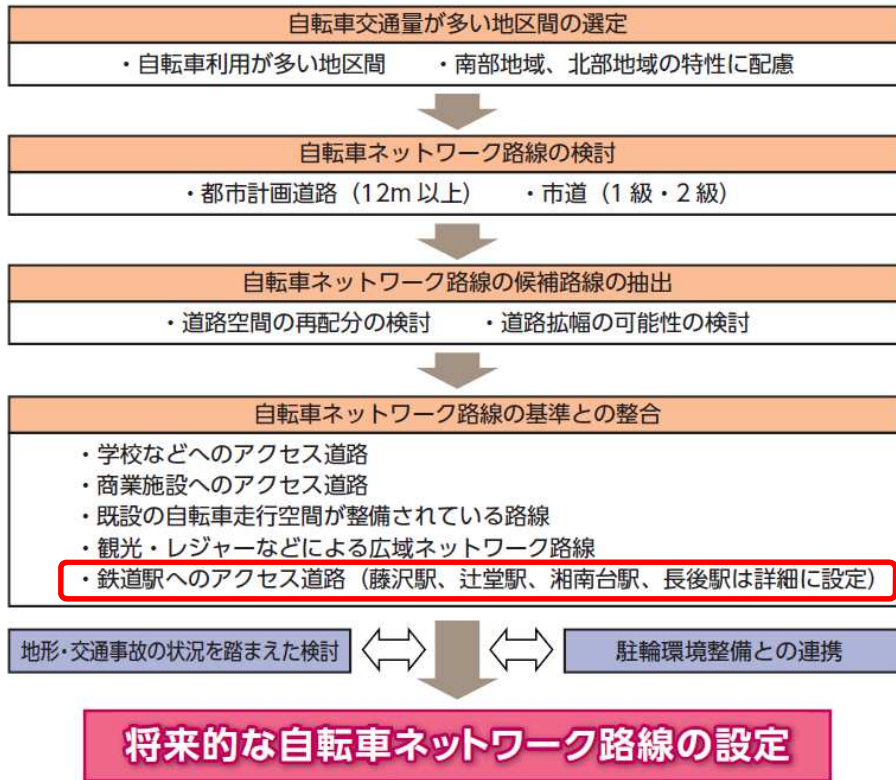 自転車交通量が多い地区間の選定
・自転車利用が多い地区間　・南部地域、北部地域の特性に配慮
自転車ネットワーク路線の検討
・都市計画道路（12m 以上）　・市道（1 級・2 級）
自転車ネットワーク路線の候補路線の抽出
・道路空間の再配分の検討　・道路拡幅の可能性の検討
自転車ネットワーク路線の基準との整合
・学校などへのアクセス道路
・商業施設へのアクセス道路
・既設の自転車走行空間が整備されている路線
・観光・レジャーなどによる広域ネットワーク路線
・鉄道駅へのアクセス道路（藤沢駅、辻堂駅、湘南台駅、長後駅は詳細に設定）
地形・交通事故の状況を踏まえた検討
駐輪環境整備との連携
将来的な自転車ネットワーク路線の設定